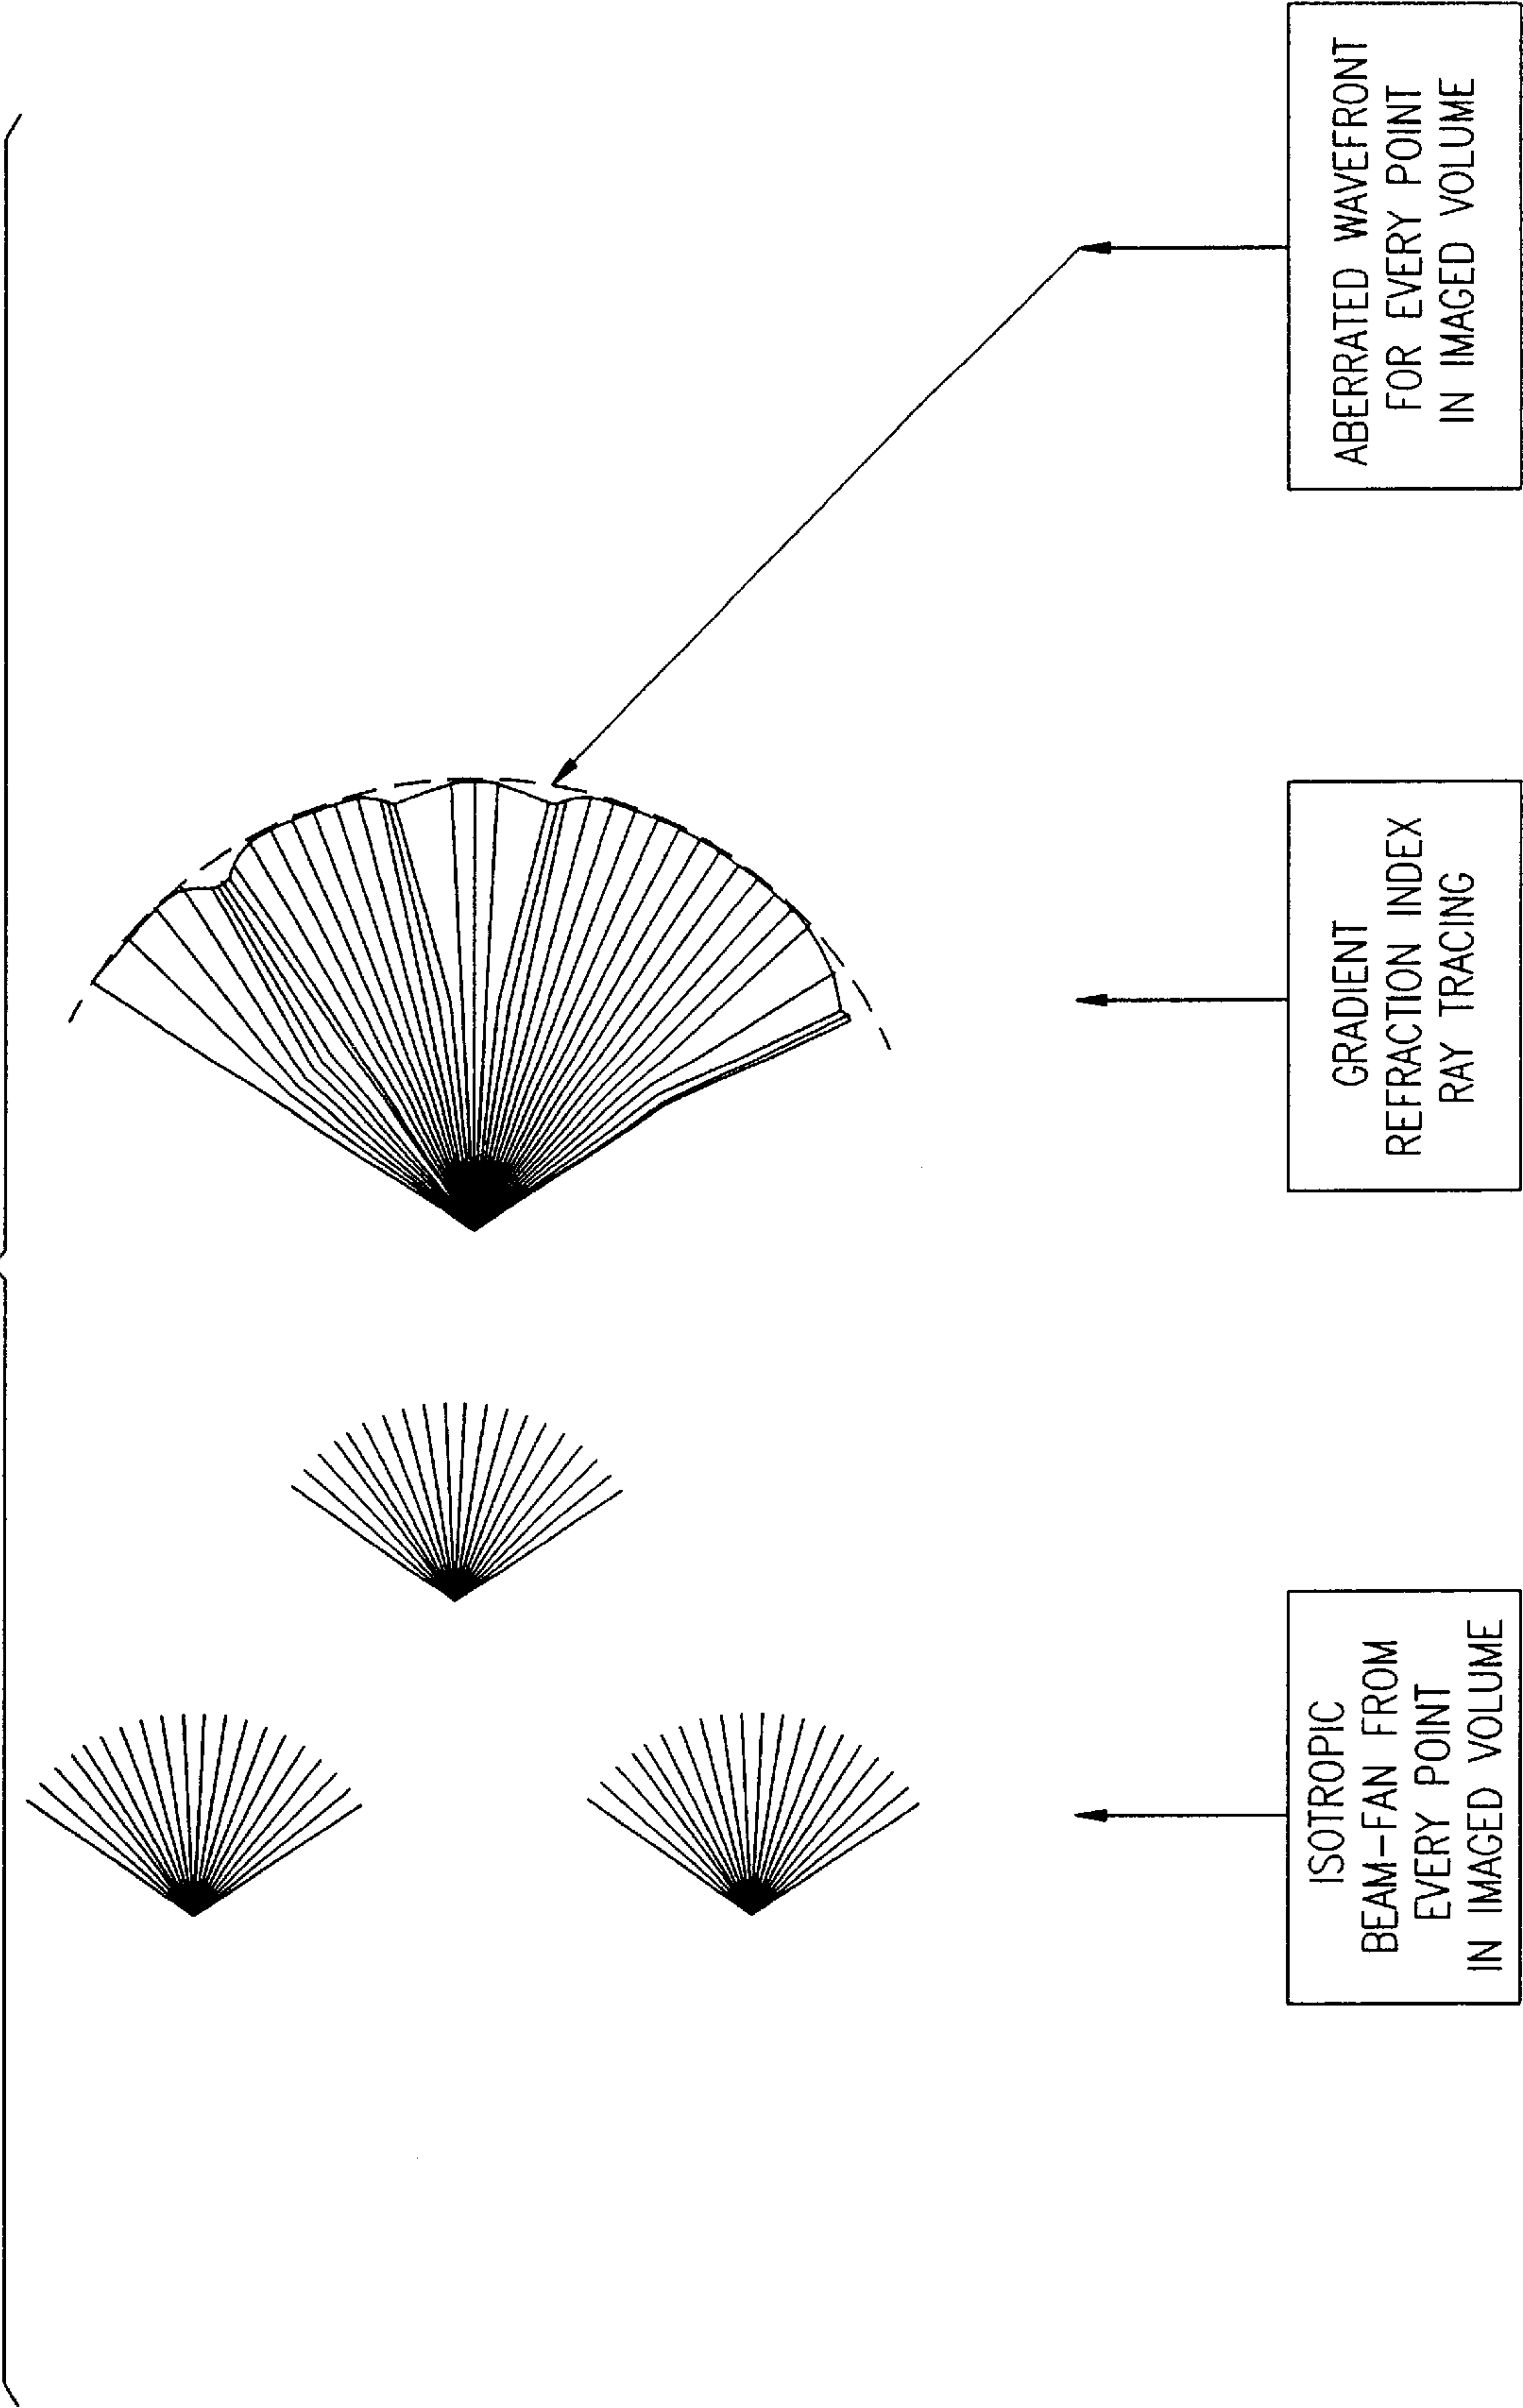 ISOTROPIC
BEAM-FAN FROM
EVERY POINT
IN IMAGED VOLUME
GRADIENT
REFRACTION INDEX
RAY TRACING
ABERRATED WAVEFRONT
FOR EVERY POINT
IN IMAGED VOLUME